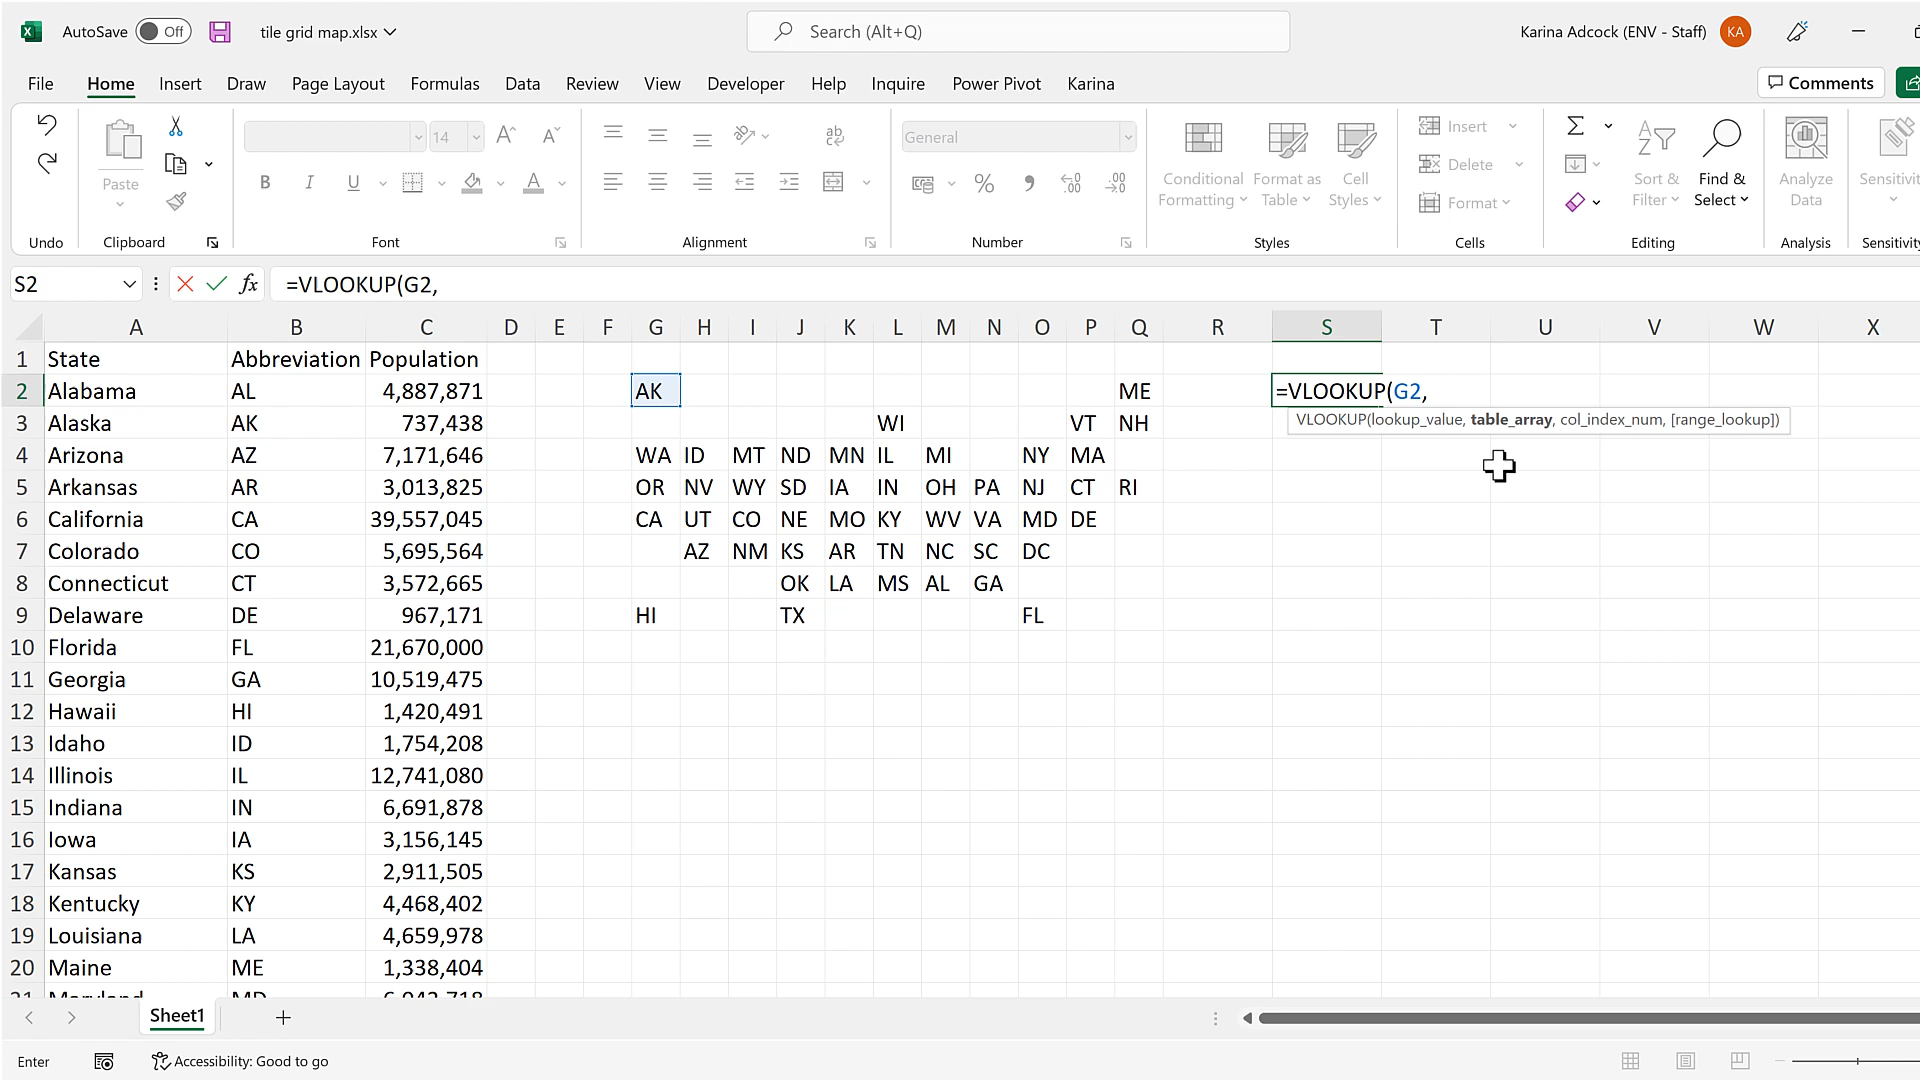 AutoSave Off tile grid map.xlsx Search (Alt+Q) Karina Adcock (ENV - Staff) KA
File Home Insert Draw Page Layout Formulas Data Review View Developer Help Inquire Power Pivot Karina Comments
14 General Insert
Paste Conditional Format as Cell Delete Sort & Find & Analyze Sensitivit
Formatting Table Styles Format Filter Select Data
Undo Clipboard Font Alignment Number Styles Cells Editing Analysis Sensitivity
S2 fx =VLOOKUP(G2,
A B C D E F G H I J K L M N O P Q R S T U V W X
1 State Abbreviation Population
2 Alabama AL 4,887,871 AK ME =VLOOKUP(G2,
3 Alaska AK 737,438 WI VT NH VLOOKUP(lookup_value, table_array, col_index_num, [range_lookup])
4 Arizona AZ 7,171,646 WA ID MT ND MN IL MI NY MA
5 Arkansas AR 3,013,825 OR NV WY SD IA IN OH PA NJ CT RI
6 California CA 39,557,045 CA UT CO NE MO KY WV VA MD DE
7 Colorado CO 5,695,564 AZ NM KS AR TN NC SC DC
8 Connecticut CT 3,572,665 OK LA MS AL GA
9 Delaware DE 967,171 HI TX FL
10 Florida FL 21,670,000
11 Georgia GA 10,519,475
12 Hawaii HI 1,420,491
13 Idaho ID 1,754,208
14 Illinois IL 12,741,080
15 Indiana IN 6,691,878
16 Iowa IA 3,156,145
17 Kansas KS 2,911,505
18 Kentucky KY 4,468,402
19 Louisiana LA 4,659,978
20 Maine ME 1,338,404
21 Maryland MD 6,042,718
Sheet1
Enter Accessibility: Good to go